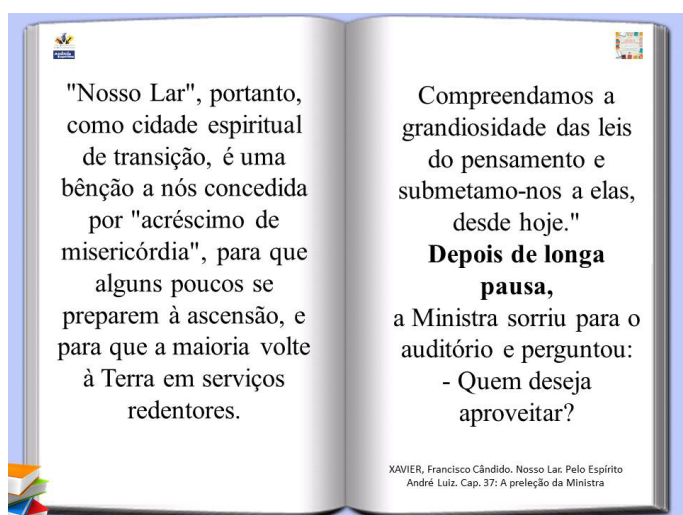 "Nosso Lar", portanto,
como cidade espiritual
de transição, é uma
bênção a nós concedida
por "acréscimo de
misericórdia", para que
alguns poucos se
preparem à ascensão, e
para que a maioria volte
à Terra em serviços
redentores.
Compreendamos a
grandiosidade das leis
do pensamento e
submetamo-nos a elas,
desde hoje."
Depois de longa
pausa,
a Ministra sorriu para o
auditório e perguntou:
- Quem deseja
aproveitar?
XAVIER, Francisco Cândido. Nosso Lar. Pelo Espírito
André Luiz. Cap. 37: A preleção da Ministra